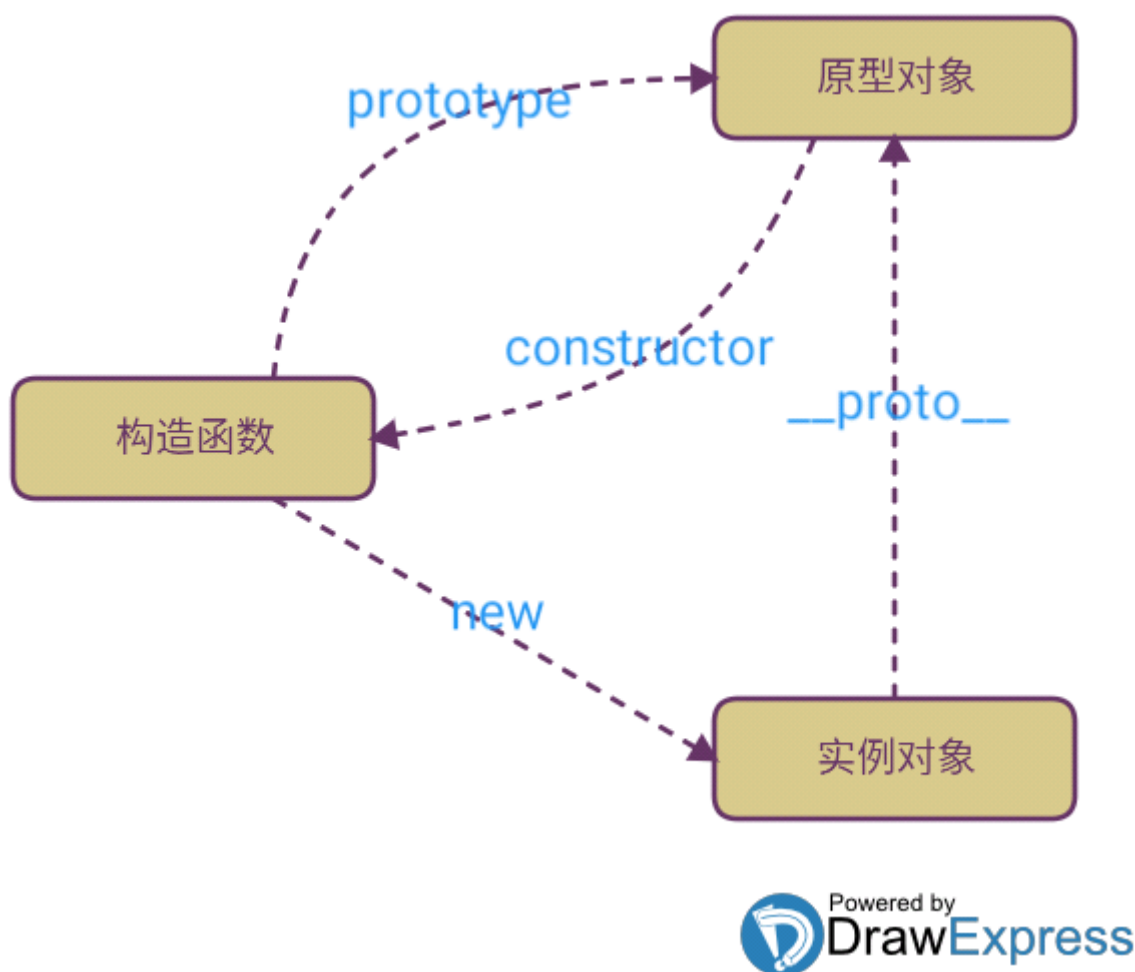 原型对象
prototype
constructor
__proto__
构造函数
new
实例对象
Powered by
DrawExpress